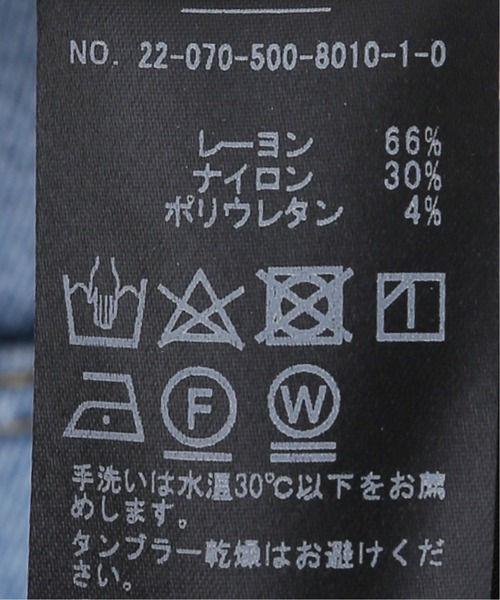 NO. 22-070-500-8010-1-0
レーヨン 66%
ナイロン 30%
ポリウレタン 4%
F W
手洗いは水温30℃以下をお薦
めします。
タンブラー乾燥はお避けくだ
さい。